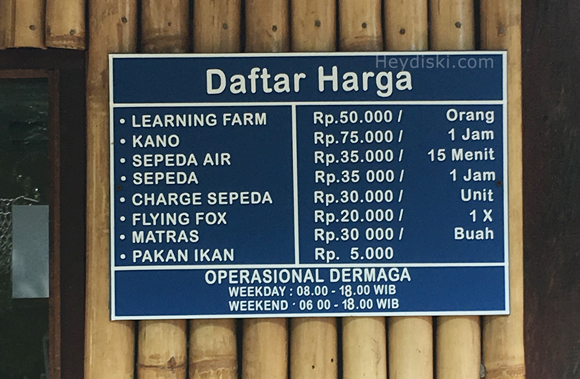 Heydiski.com
Daftar Harga
• LEARNING FARM Rp.50.000 / Orang
• KANO Rp.75.000 / 1 Jam
• SEPEDA AIR Rp.35.000 / 15 Menit
• SEPEDA Rp.35 000 / 1 Jam
• CHARGE SEPEDA Rp.30.000 / Unit
• FLYING FOX Rp.20.000 / 1 X
• MATRAS Rp.30 000 / Buah
• PAKAN IKAN Rp. 5.000
OPERASIONAL DERMAGA
WEEKDAY : 08.00 - 18.00 WIB
WEEKEND · 06 00 - 18.00 WIB